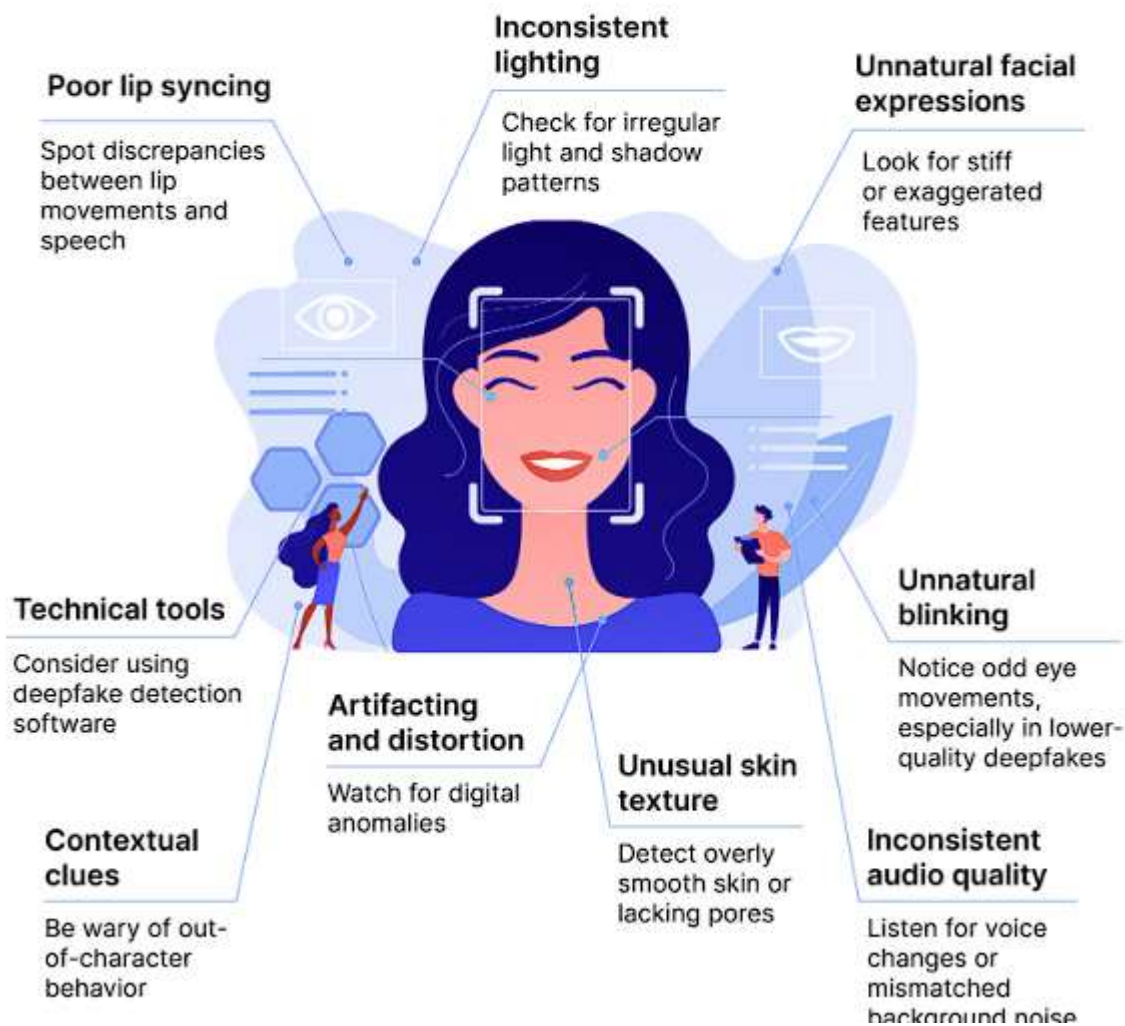 Poor lip syncing
Spot discrepancies
between lip
movements and
speech
Inconsistent
lighting
Check for irregular
light and shadow
patterns
Unnatural facial
expressions
Look for stiff
or exaggerated
features
Technical tools
Consider using
deepfake detection
software
Unnatural
blinking
Notice odd eye
movements,
especially in lower-
quality deepfakes
Artifacting
and distortion
Watch for digital
anomalies
Unusual skin
texture
Detect overly
smooth skin or
lacking pores
Contextual
clues
Be wary of out-
of-character
behavior
Inconsistent
audio quality
Listen for voice
changes or
mismatched
background noise